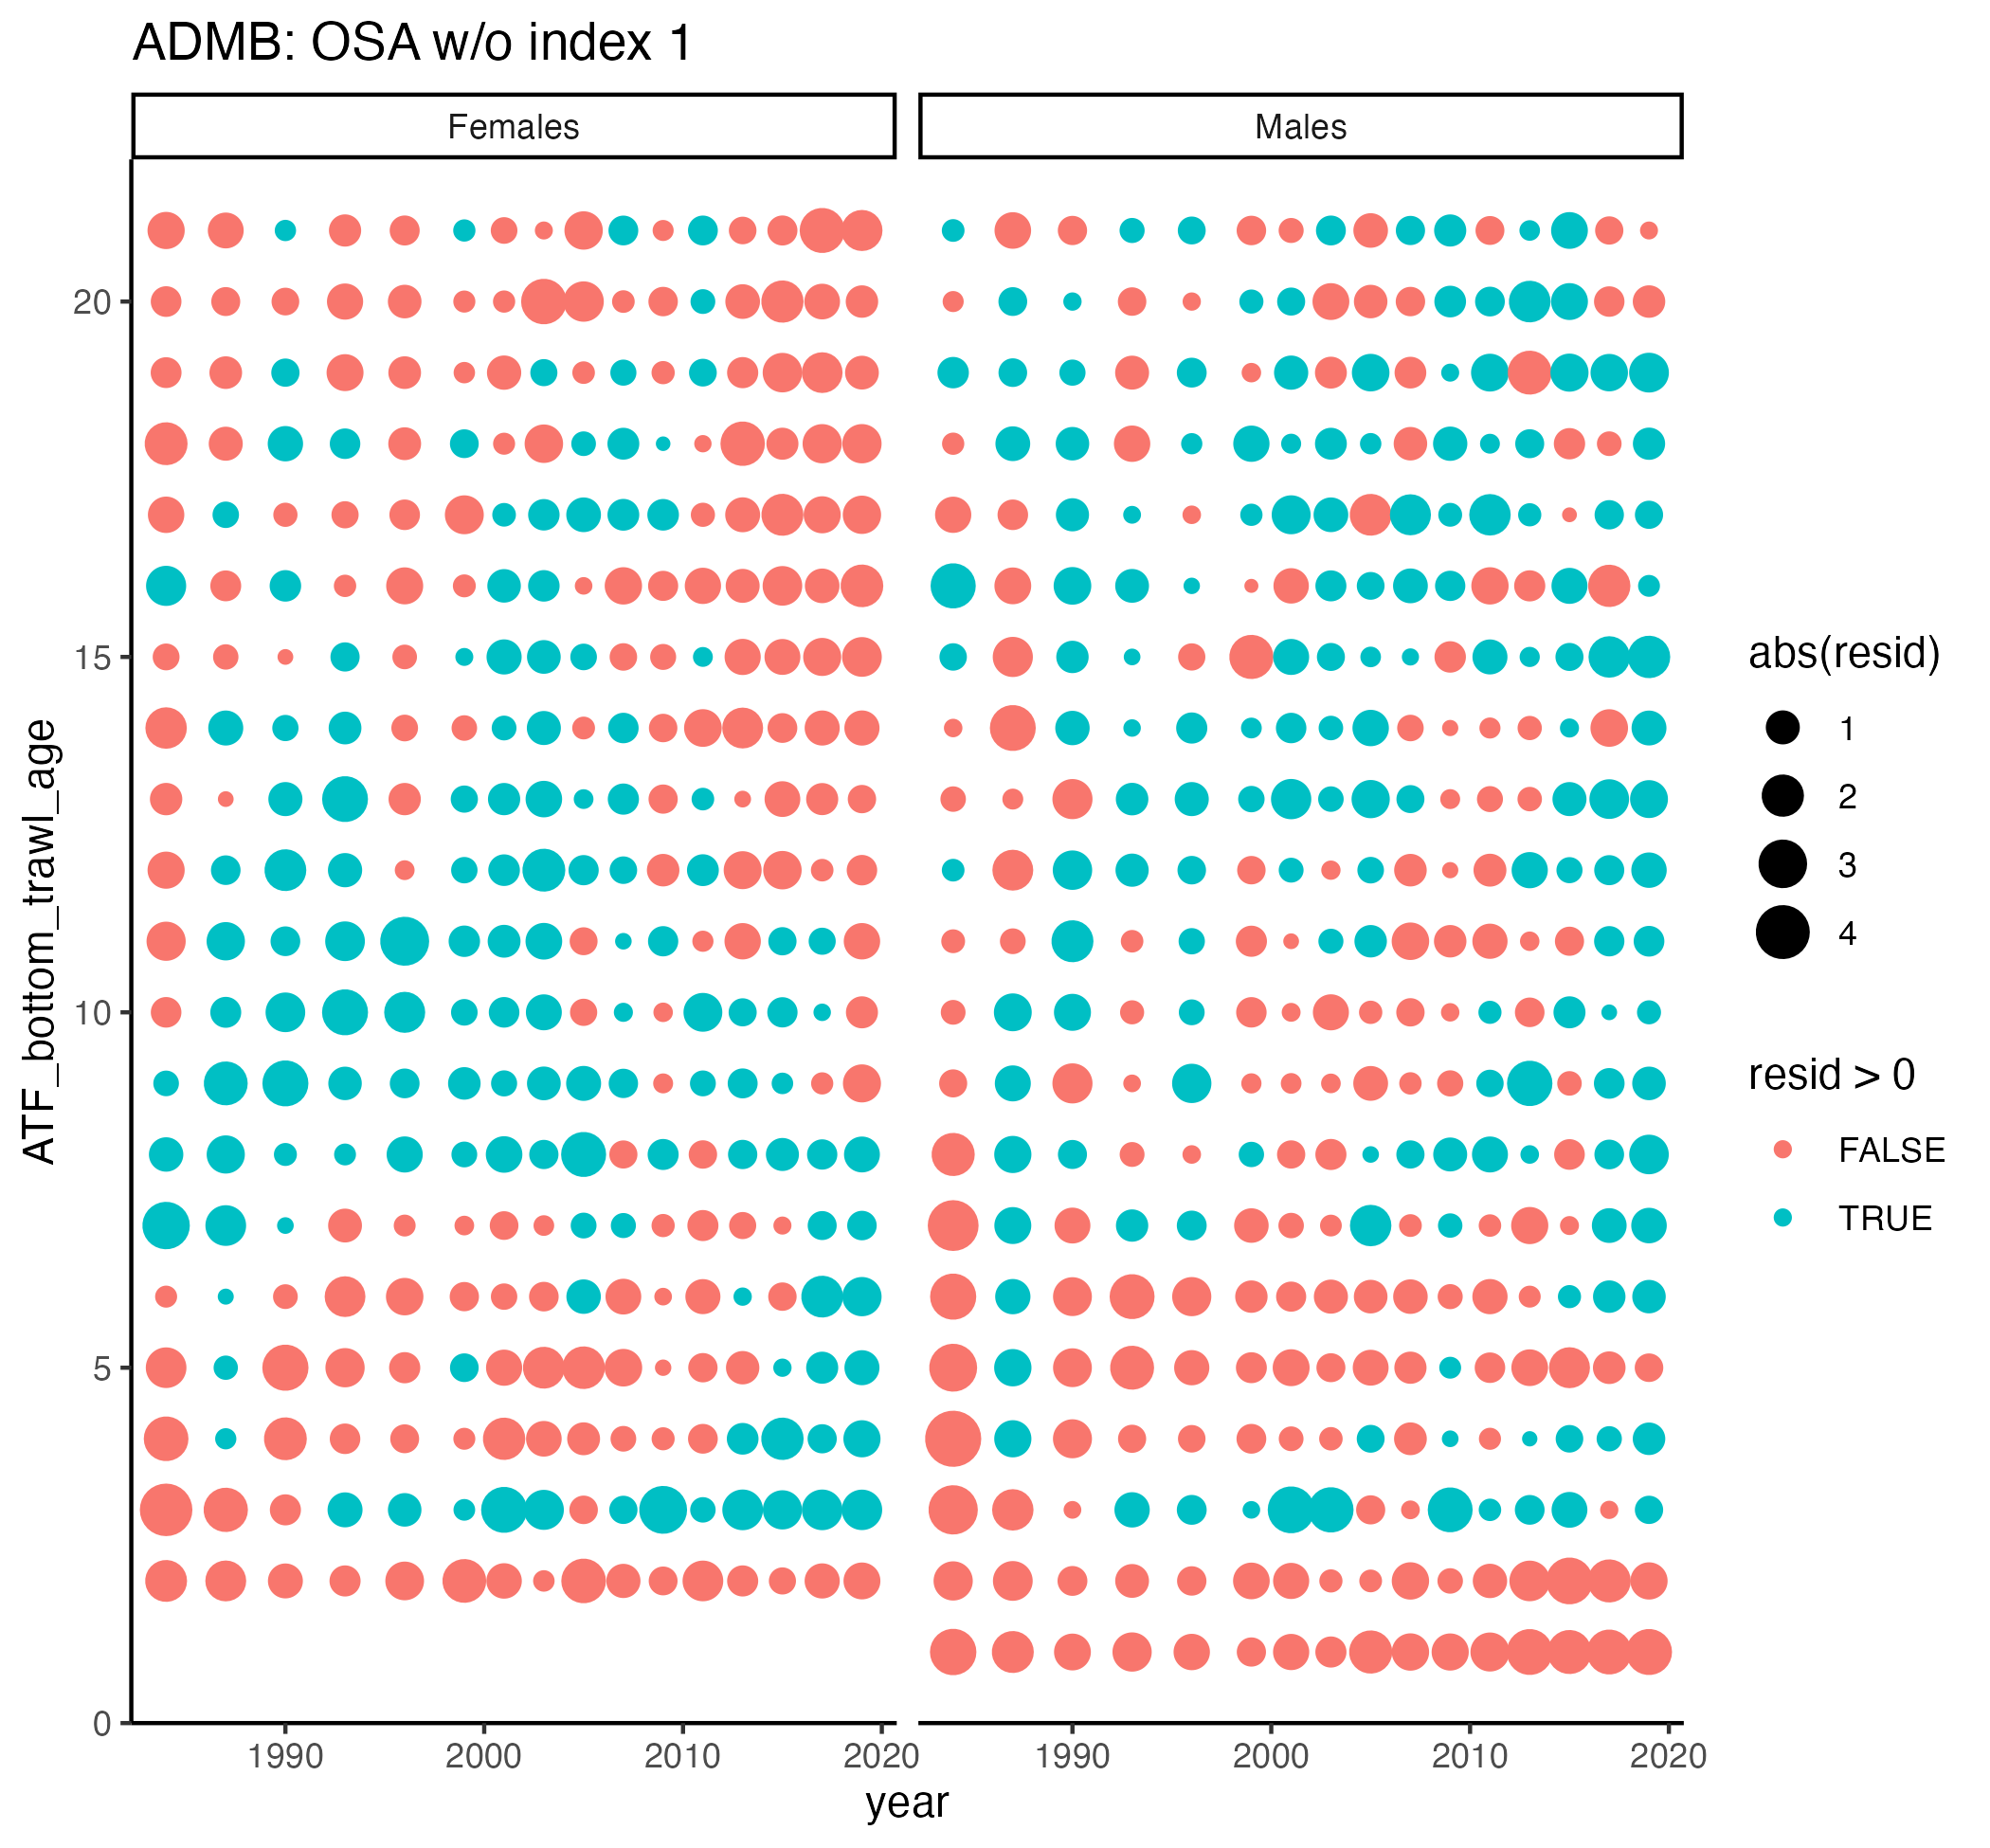 ADMB: OSA w/o index 1
Females
Males
ATF_bottom_trawl_age
20
15
10
5
0
1990
2000
2010
2020
1990
2000
2010
2020
year
abs(resid)
1
2
3
4
resid > 0
FALSE
TRUE